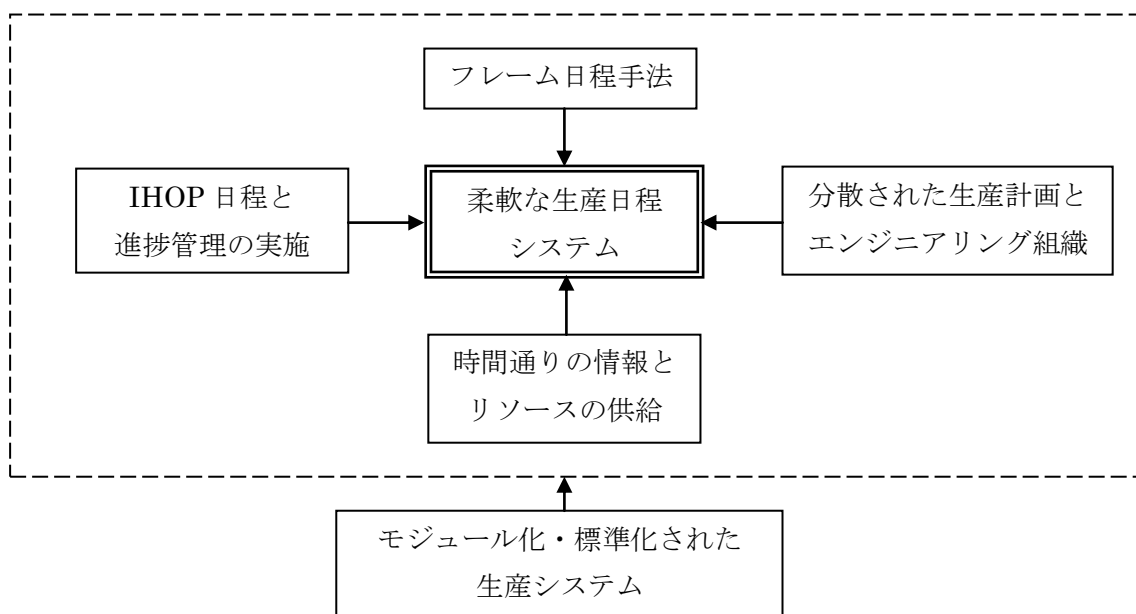 フレーム日程手法
IHOP 日程と
進捗管理の実施
柔軟な生産日程
システム
分散された生産計画と
エンジニアリング組織
時間通りの情報と
リソースの供給
モジュール化・標準化された
生産システム